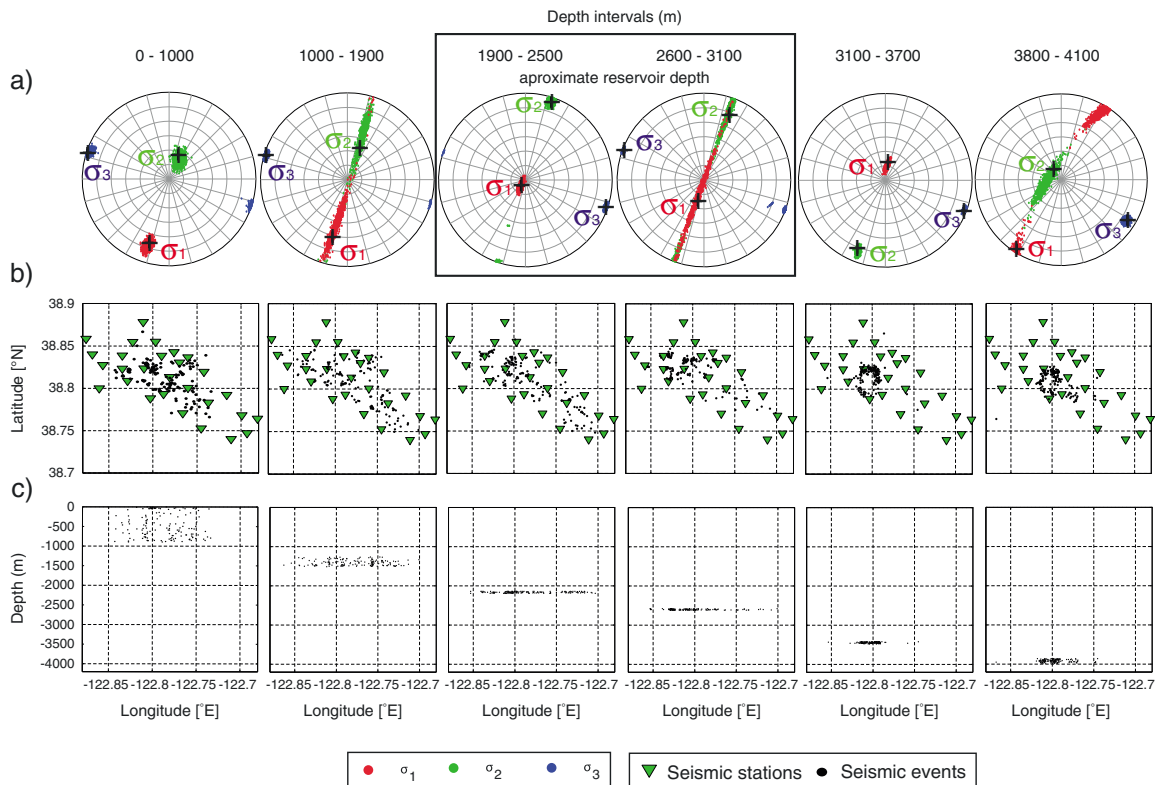 Depth intervals (m)
0 - 1000
1000 - 1900
1900 - 2500
2600 - 3100
3100 - 3700
3800 - 4100
aproximate reservoir depth
a)
σ2
σ3
σ1
σ2
σ3
σ1
σ2
σ1
σ3
σ2
σ3
σ1
σ1
σ3
σ2
σ2
σ3
σ1
b)
Latitude [°N]
38.9
38.85
38.8
38.75
38.7
c)
Depth (m)
0
-500
-1000
-1500
-2000
-2500
-3000
-3500
-4000
-122.85 -122.8 -122.75 -122.7
-122.85 -122.8 -122.75 -122.7
-122.85 -122.8 -122.75 -122.7
-122.85 -122.8 -122.75 -122.7
-122.85 -122.8 -122.75 -122.7
-122.85 -122.8 -122.75 -122.7
Longitude [°E]
Longitude [°E]
Longitude [°E]
Longitude [°E]
Longitude [°E]
Longitude [°E]
σ1 σ2 σ3
Seismic stations Seismic events